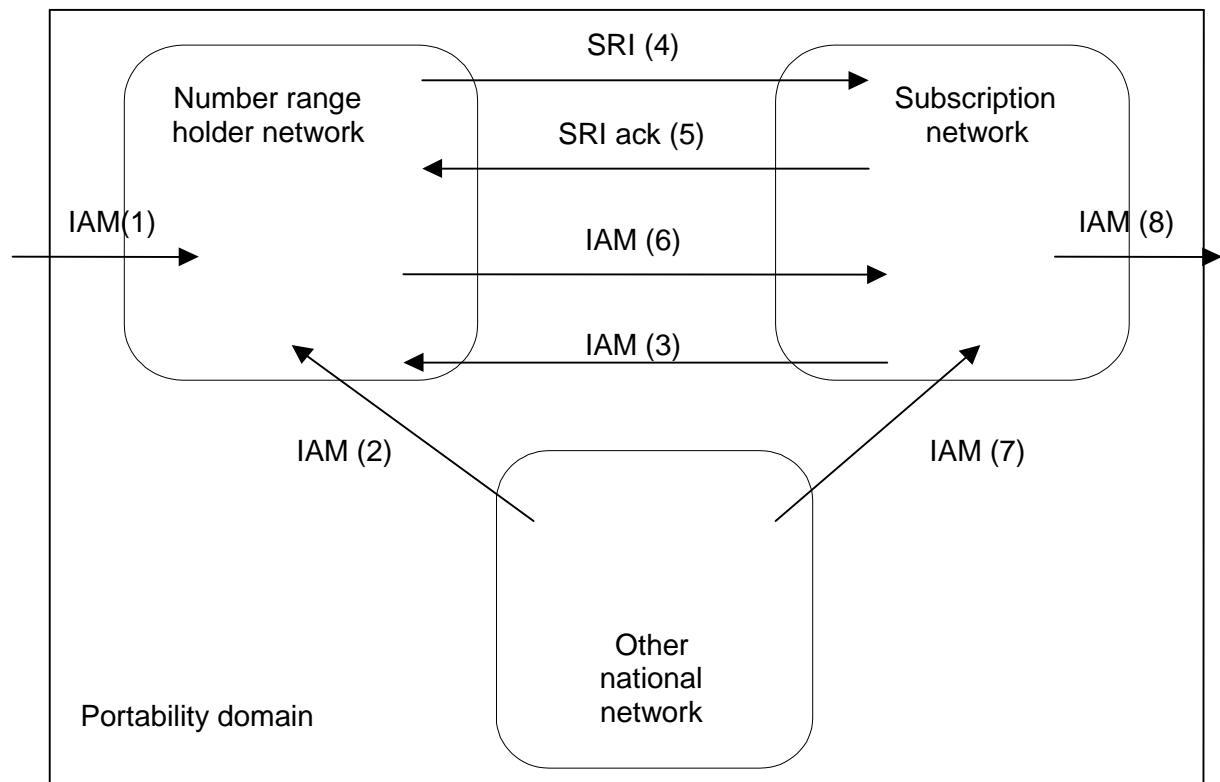 SRI (4)
Number range
holder network
Subscription
network
SRI ack (5)
IAM(1)
IAM (6)
IAM (8)
IAM (3)
IAM (2)
IAM (7)
Other
national
network
Portability domain